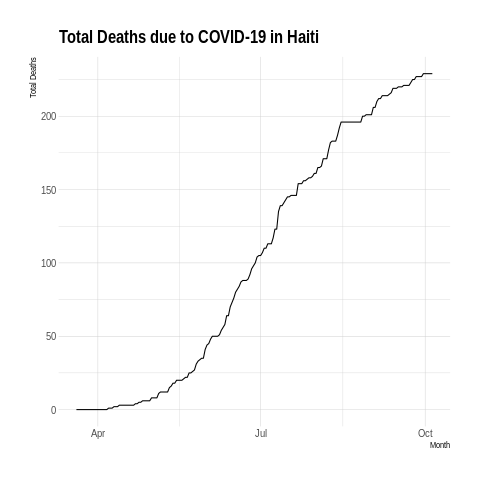 Total Deaths due to COVID-19 in Haiti
Total Deaths
200
150
100
50
0
Apr
Jul
Oct
Month